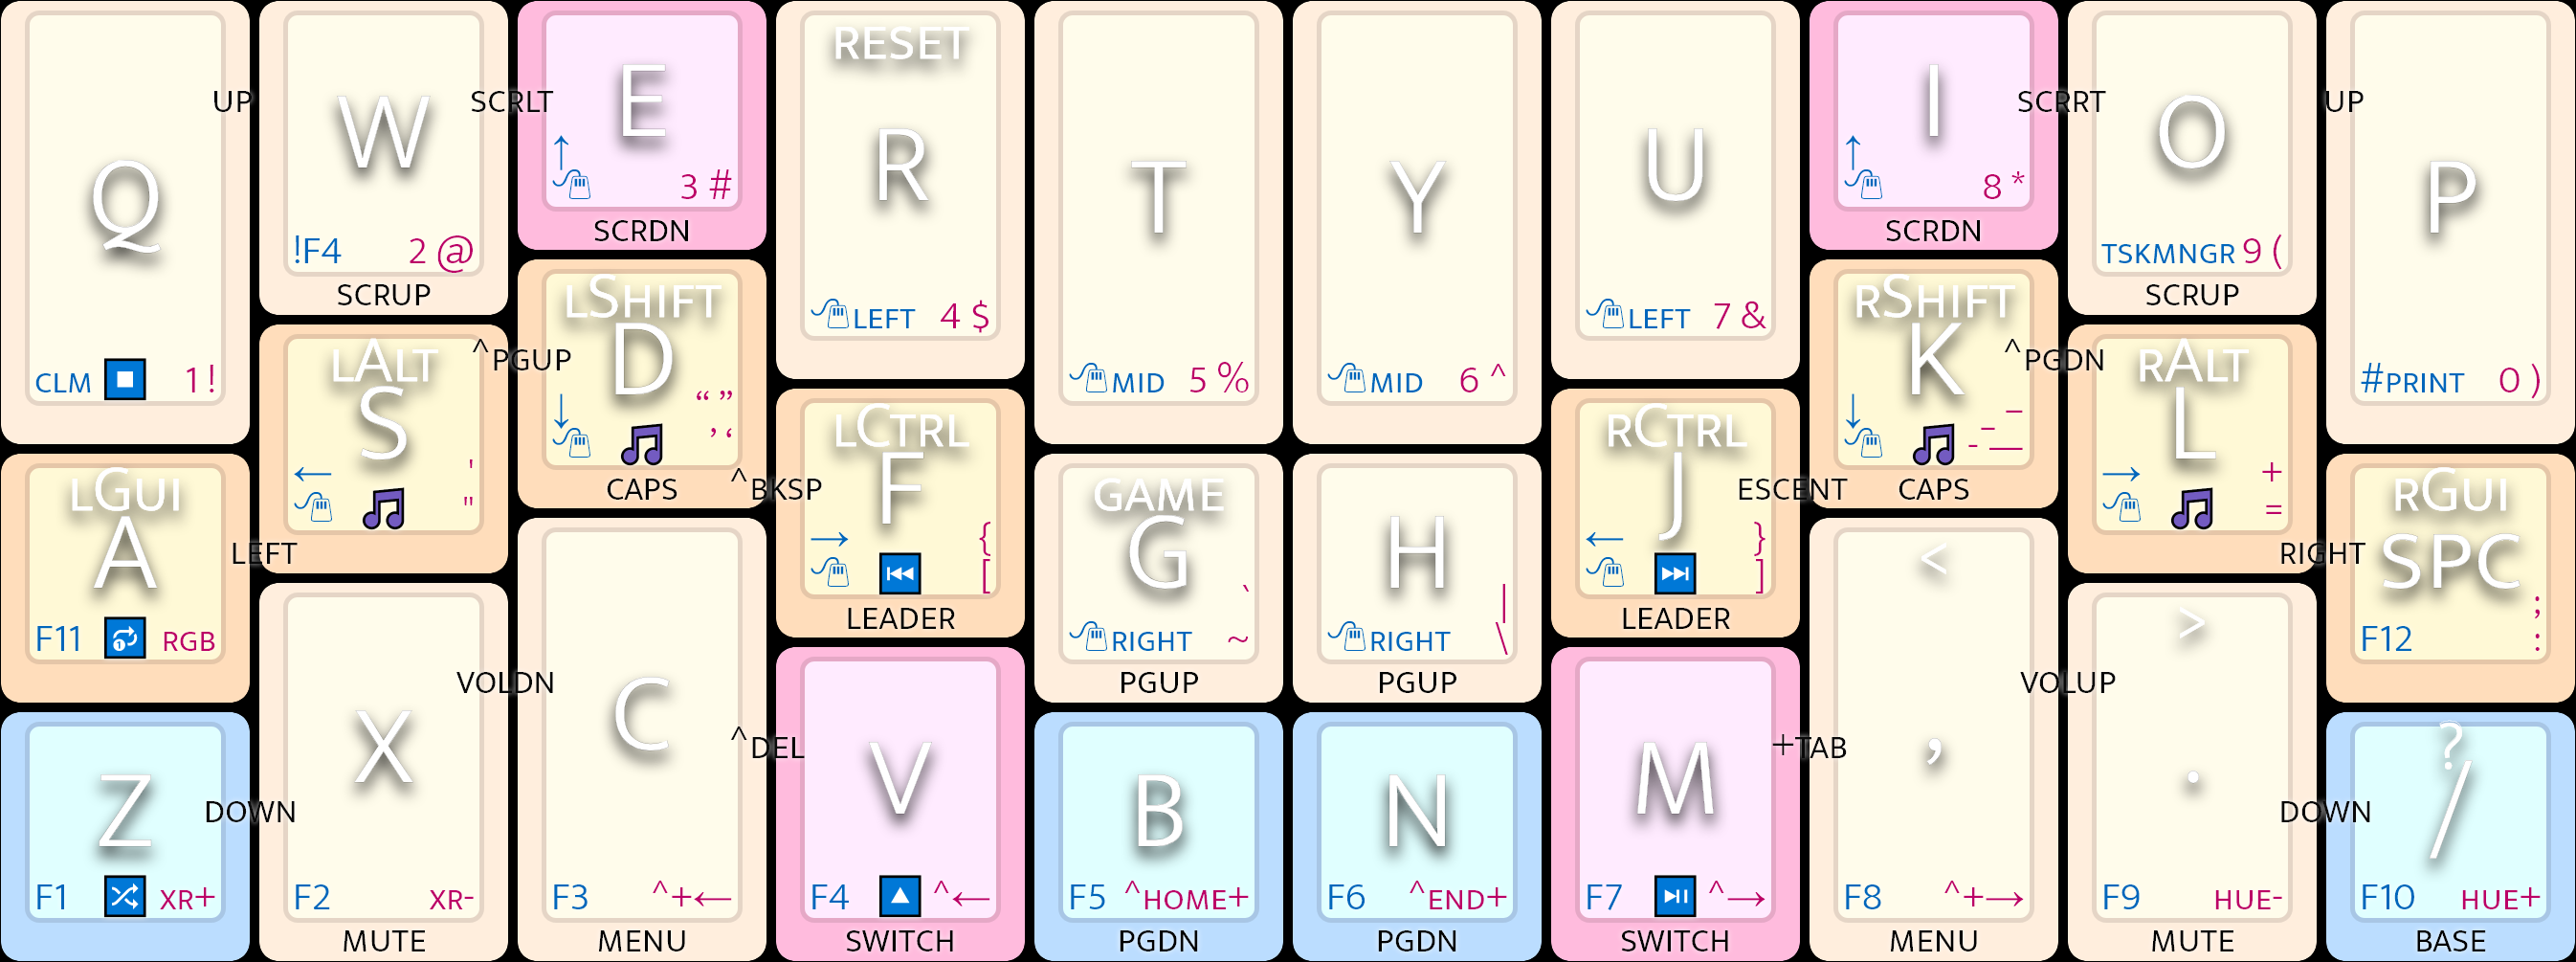 Q
CLM 1 !
UP
W
!F4 2 @
SCRUP
SCRLT
E
↑
3 #
SCRDN
RESET
R
LEFT 4 $
T
MID 5 %
Y
MID 6 ^
U
LEFT 7 &
I
↑
8 *
SCRDN
SCRRT
O
TSKMNGR 9 (
SCRUP
UP
P
#PRINT 0 )
LGUI
A
F11 RGB
LEFT
LALT
S
←
'
"
^PGUP
LSHIFT
D
↓
“ ”
’ ‘
CAPS
^BKSP
LCTRL
F
→
{
[
LEADER
GAME
G
`
RIGHT ~
PGUP
H
|
RIGHT \
PGUP
RCTRL
J
←
}
]
LEADER
ESCENT
RSHIFT
K
↓
–
-
—
CAPS
^PGDN
RALT
L
→
+
=
RIGHT
RGUI
SPC
;
F12 :
Z
F1 XR+
DOWN
X
F2 XR-
MUTE
VOLDN
C
F3 ^+←
MENU
^DEL
V
F4 ^←
SWITCH
B
F5 ^HOME+
PGDN
N
F6 ^END+
PGDN
M
F7 ^→
SWITCH
+TAB
<
,
F8 ^+→
MENU
VOLUP
>
.
F9 HUE-
MUTE
DOWN
?
/
F10 HUE+
BASE